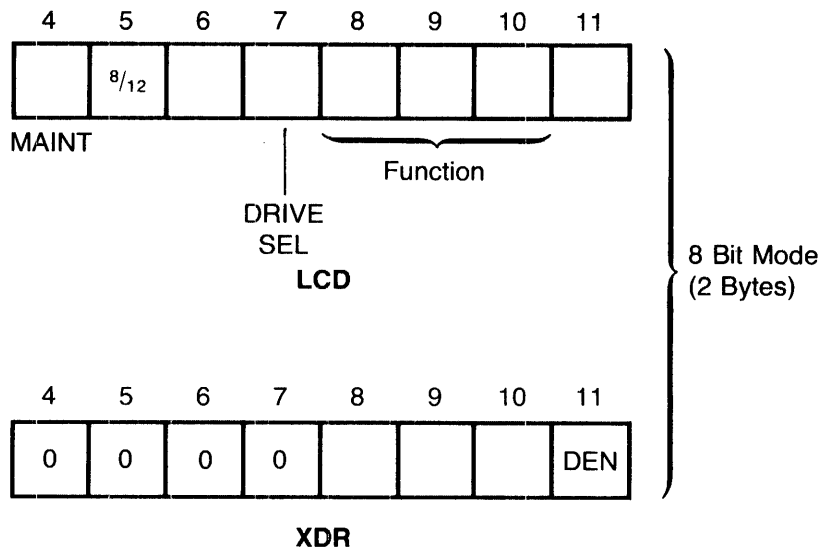 4 5 6 7 8 9 10 11
8/12
MAINT
Function
DRIVE
SEL
LCD
8 Bit Mode
(2 Bytes)
4 5 6 7 8 9 10 11
0 0 0 0 DEN
XDR